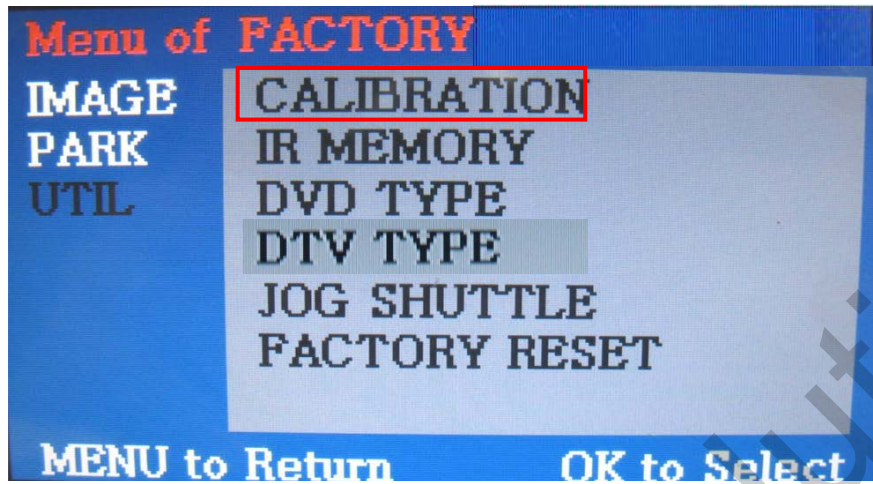 Menu of FACTORY
IMAGE
PARK
UTIL
CALIBRATION
IR MEMORY
DVD TYPE
DTV TYPE
JOG SHUTTLE
FACTORY RESET
MENU to Return
OK to Select